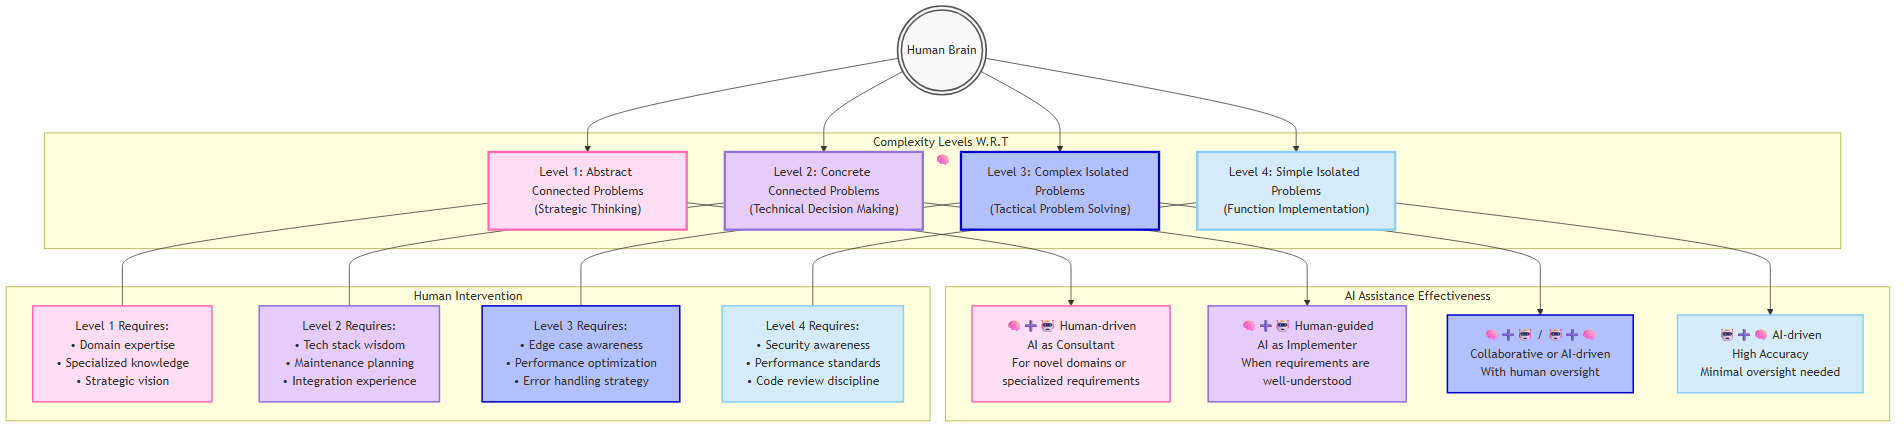 Human Brain
Complexity Levels W.R.T
🧠
Level 1: Abstract
Connected Problems
(Strategic Thinking)
Level 2: Concrete
Connected Problems
(Technical Decision Making)
Level 3: Complex Isolated
Problems
(Tactical Problem Solving)
Level 4: Simple Isolated
Problems
(Function Implementation)
Human Intervention
Level 1 Requires:
• Domain expertise
• Specialized knowledge
• Strategic vision
Level 2 Requires:
• Tech stack wisdom
• Maintenance planning
• Integration experience
Level 3 Requires:
• Edge case awareness
• Performance optimization
• Error handling strategy
Level 4 Requires:
• Security awareness
• Performance standards
• Code review discipline
AI Assistance Effectiveness
🧠 ➕ 🤖 Human-driven
AI as Consultant
For novel domains or
specialized requirements
🧠 ➕ 🤖 Human-guided
AI as Implementer
When requirements are
well-understood
🧠 ➕ 🤖 / 🤖 ➕ 🧠
Collaborative or AI-driven
With human oversight
🤖 ➕ 🧠 AI-driven
High Accuracy
Minimal oversight needed